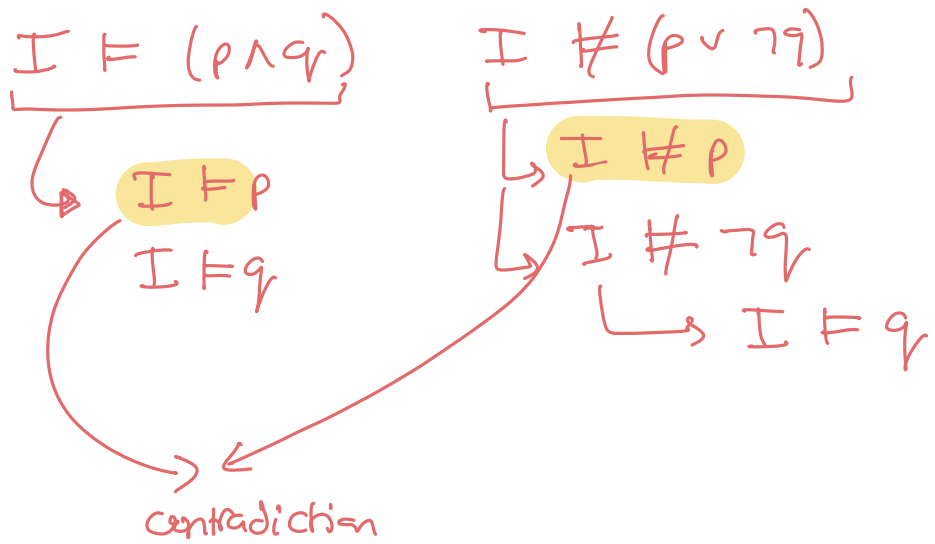 I ⊨ (p ∧ q)
I ⊭ (p ∨ ¬q)
I ⊨ p
I ⊨ q
I ⊭ p
I ⊭ ¬q
I ⊨ q
contradiction